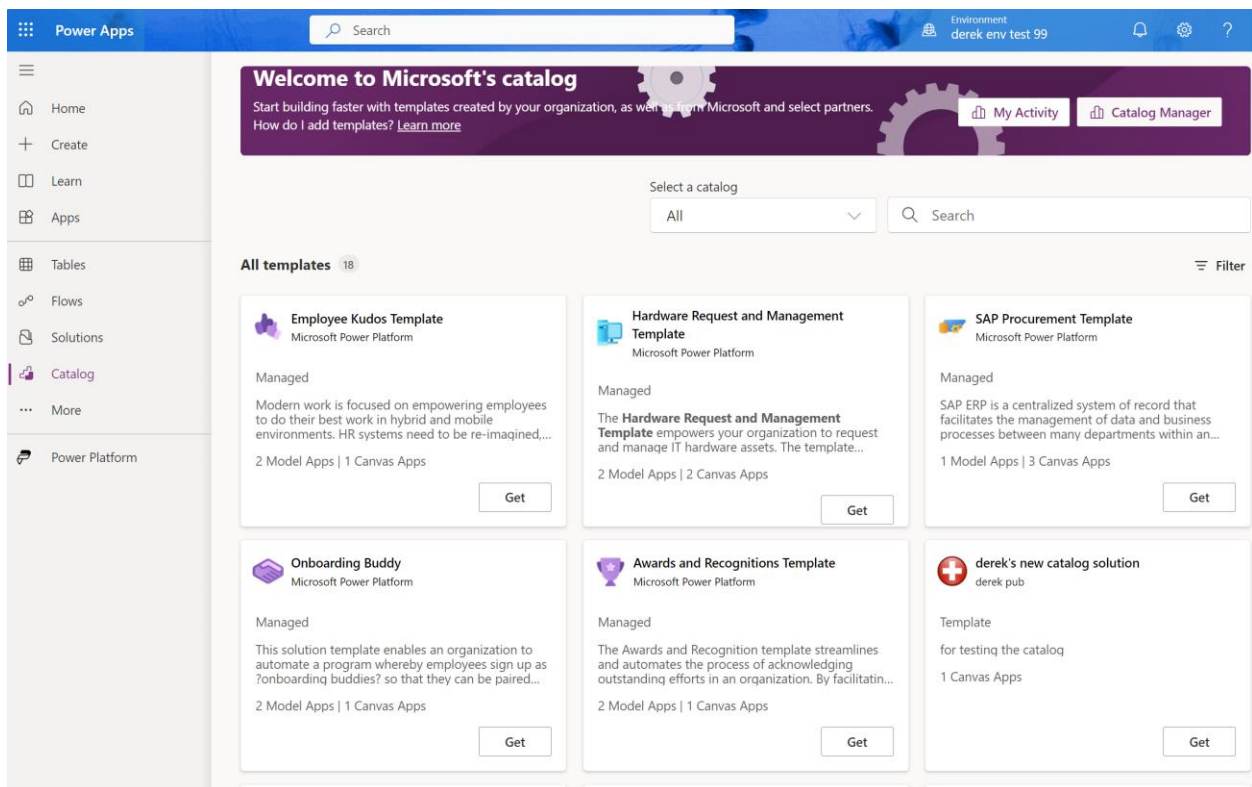 Power Apps
Search
Environment
derek env test 99
?
Home
Create
Learn
Apps
Tables
Flows
Solutions
Catalog
More
Power Platform
Welcome to Microsoft's catalog
Start building faster with templates created by your organization, as well as from Microsoft and select partners.
How do I add templates? Learn more
My Activity
Catalog Manager
Select a catalog
All
Search
All templates 18
Filter
Employee Kudos Template
Microsoft Power Platform
Managed
Modern work is focused on empowering employees
to do their best work in hybrid and mobile
environments. HR systems need to be re-imagined,...
2 Model Apps | 1 Canvas Apps
Get
Hardware Request and Management
Template
Microsoft Power Platform
Managed
The Hardware Request and Management
Template empowers your organization to request
and manage IT hardware assets. The template...
2 Model Apps | 2 Canvas Apps
Get
SAP Procurement Template
Microsoft Power Platform
Managed
SAP ERP is a centralized system of record that
facilitates the management of data and business
processes between many departments within an...
1 Model Apps | 3 Canvas Apps
Get
Onboarding Buddy
Microsoft Power Platform
Managed
This solution template enables an organization to
automate a program whereby employees sign up as
?onboarding buddies? so that they can be paired...
2 Model Apps | 1 Canvas Apps
Get
Awards and Recognitions Template
Microsoft Power Platform
Managed
The Awards and Recognition template streamlines
and automates the process of acknowledging
outstanding efforts in an organization. By facilitatin...
2 Model Apps | 1 Canvas Apps
Get
derek's new catalog solution
derek pub
Template
for testing the catalog
1 Canvas Apps
Get